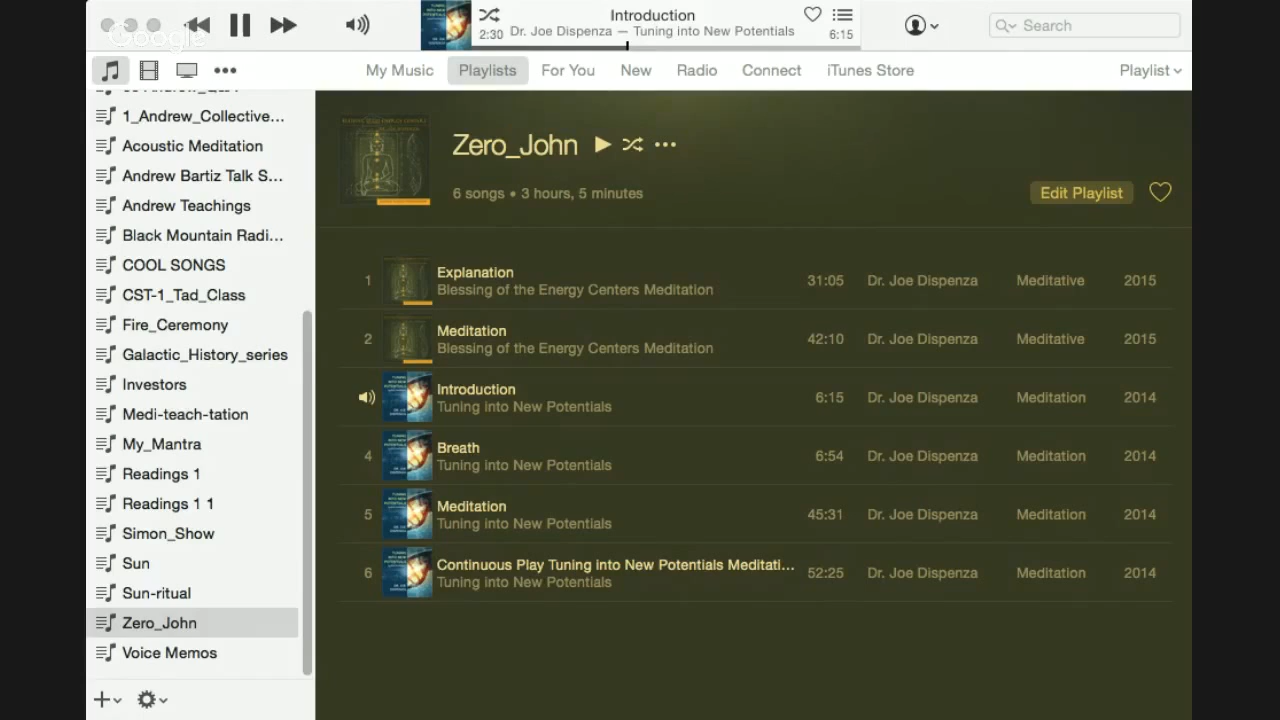 Google
Introduction
2:30 Dr. Joe Dispenza — Tuning into New Potentials 6:15
Search
My Music Playlists For You New Radio Connect iTunes Store Playlist
1_Andrew_Collective...
Acoustic Meditation
Andrew Bartiz Talk S...
Andrew Teachings
Black Mountain Radi...
COOL SONGS
CST-1_Tad_Class
Fire_Ceremony
Galactic_History_series
Investors
Medi-teach-tation
My_Mantra
Readings 1
Readings 1 1
Simon_Show
Sun
Sun-ritual
Zero_John
Voice Memos
Zero_John
6 songs • 3 hours, 5 minutes
Edit Playlist
1 Explanation 31:05 Dr. Joe Dispenza Meditative 2015
Blessing of the Energy Centers Meditation
2 Meditation 42:10 Dr. Joe Dispenza Meditative 2015
Blessing of the Energy Centers Meditation
Introduction 6:15 Dr. Joe Dispenza Meditation 2014
Tuning into New Potentials
4 Breath 6:54 Dr. Joe Dispenza Meditation 2014
Tuning into New Potentials
5 Meditation 45:31 Dr. Joe Dispenza Meditation 2014
Tuning into New Potentials
6 Continuous Play Tuning into New Potentials Meditati... 52:25 Dr. Joe Dispenza Meditation 2014
Tuning into New Potentials